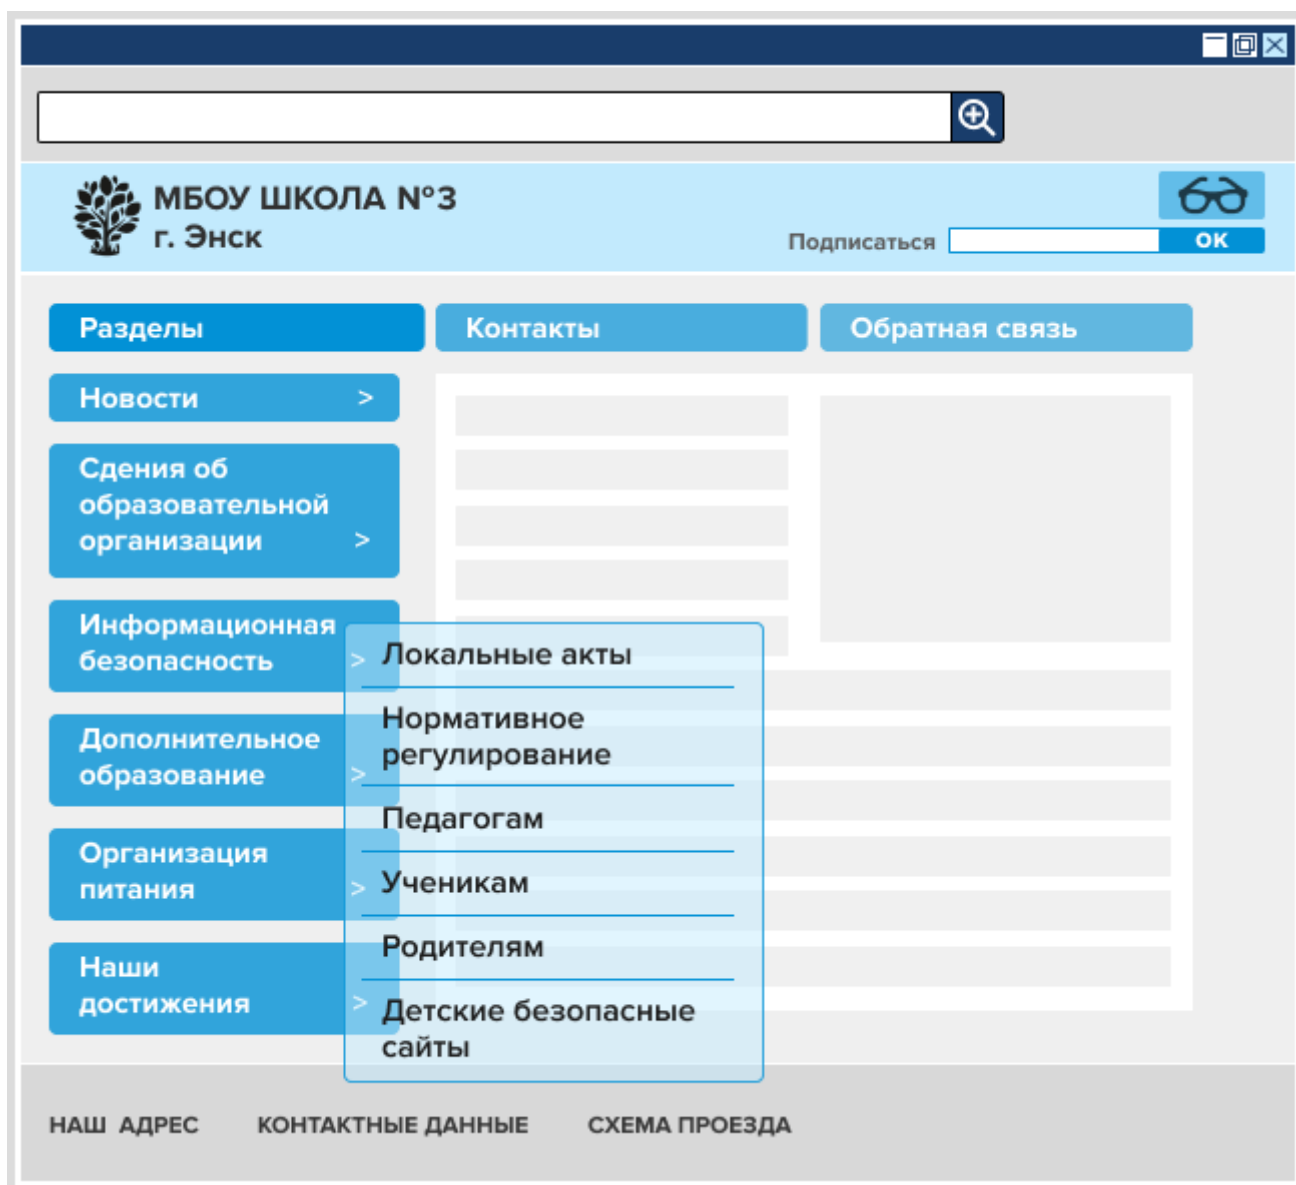 МБОУ ШКОЛА №3
г. Энск
Подписаться
ОК
Разделы
Контакты
Обратная связь
Новости >
Сдения об
образовательной
организации >
Информационная
безопасность >
Дополнительное
образование >
Организация
питания >
Наши
достижения >
Локальные акты
Нормативное
регулирование
Педагогам
Ученикам
Родителям
Детские безопасные
сайты
НАШ АДРЕС
КОНТАКТНЫЕ ДАННЫЕ
СХЕМА ПРОЕЗДА